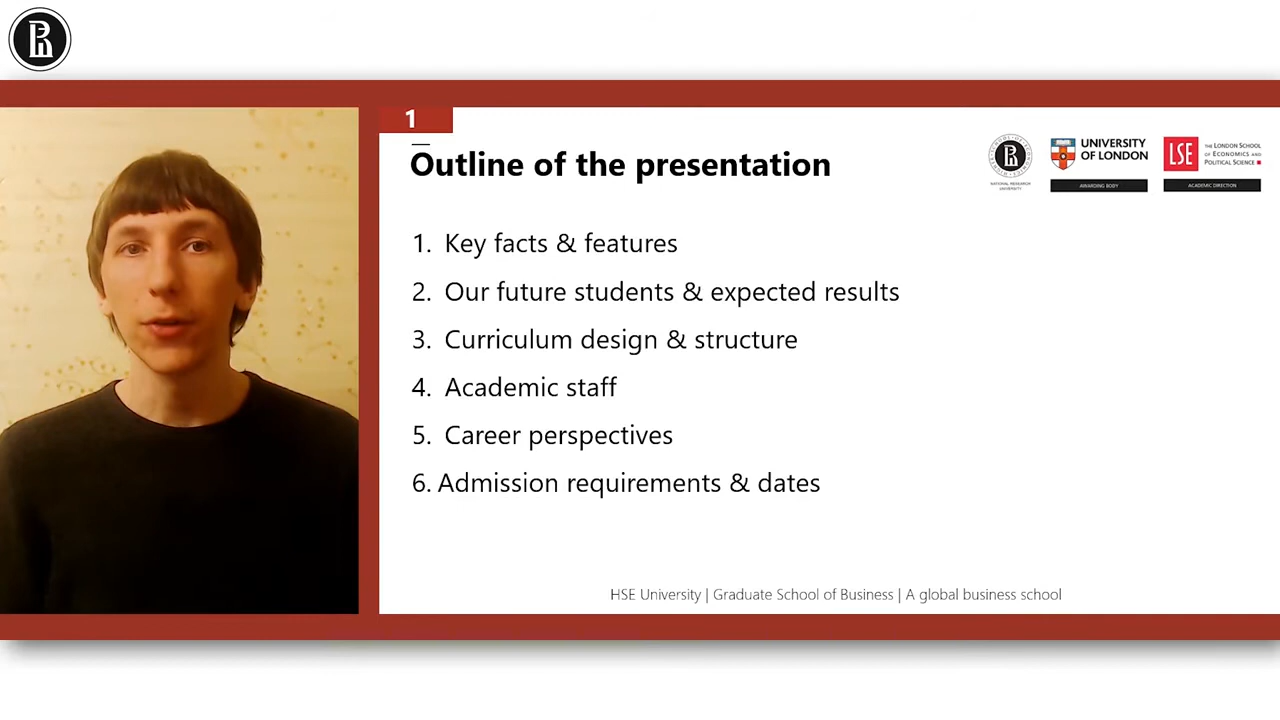 1
Outline of the presentation
NATIONAL RESEARCH
UNIVERSITY
UNIVERSITY
OF LONDON
AWARDING BODY
LSE
THE LONDON SCHOOL
OF ECONOMICS AND
POLITICAL SCIENCE
ACADEMIC DIRECTION
1. Key facts & features
2. Our future students & expected results
3. Curriculum design & structure
4. Academic staff
5. Career perspectives
6. Admission requirements & dates
HSE University | Graduate School of Business | A global business school